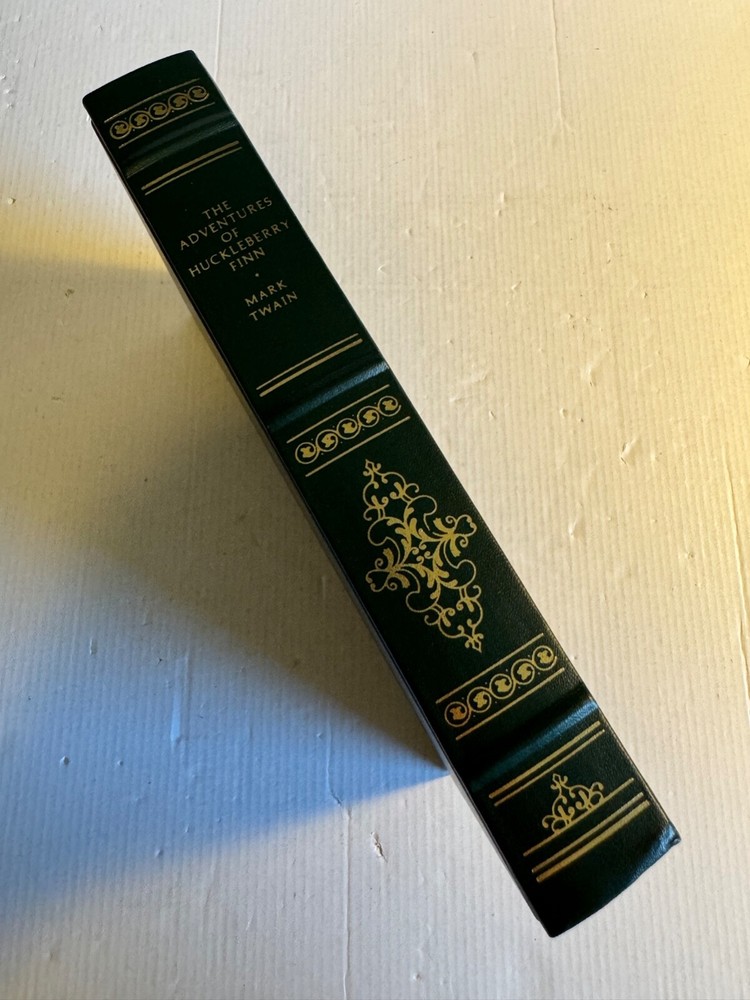 THE
ADVENTURES
OF
HUCKLEBERRY
FINN
·
MARK
TWAIN